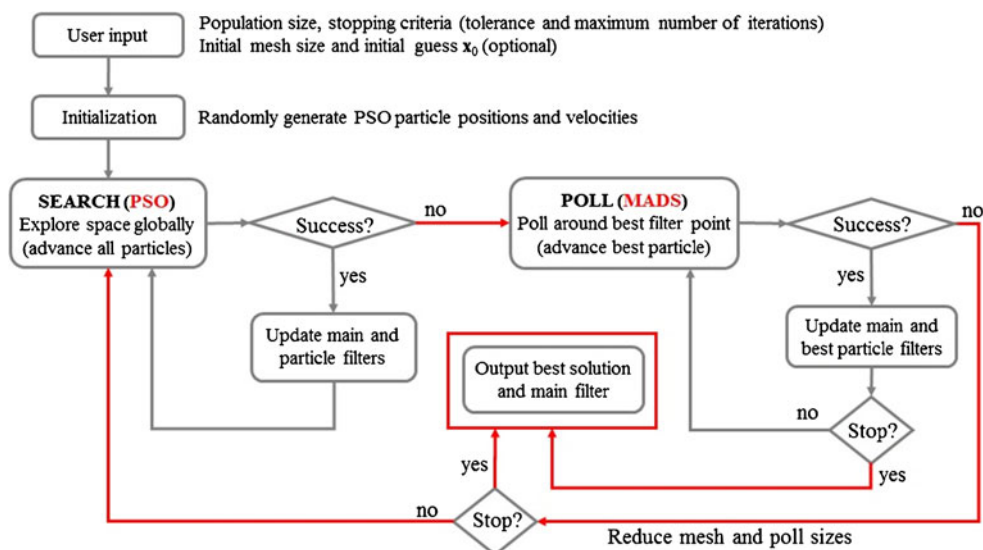 User input
Population size, stopping criteria (tolerance and maximum number of iterations)
Initial mesh size and initial guess x0 (optional)
Initialization
Randomly generate PSO particle positions and velocities
SEARCH (PSO)
Explore space globally
(advance all particles)
Success?
no
yes
Update main and
particle filters
POLL (MADS)
Poll around best filter point
(advance best particle)
Success?
no
yes
Update main and
best particle filters
Stop?
no
yes
Output best solution
and main filter
yes
no
Stop?
Reduce mesh and poll sizes